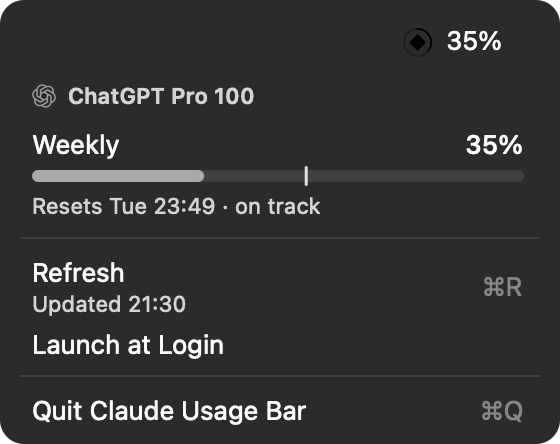 35%
ChatGPT Pro 100
Weekly 35%
Resets Tue 23:49 · on track
Refresh ⌘R
Updated 21:30
Launch at Login
Quit Claude Usage Bar ⌘Q